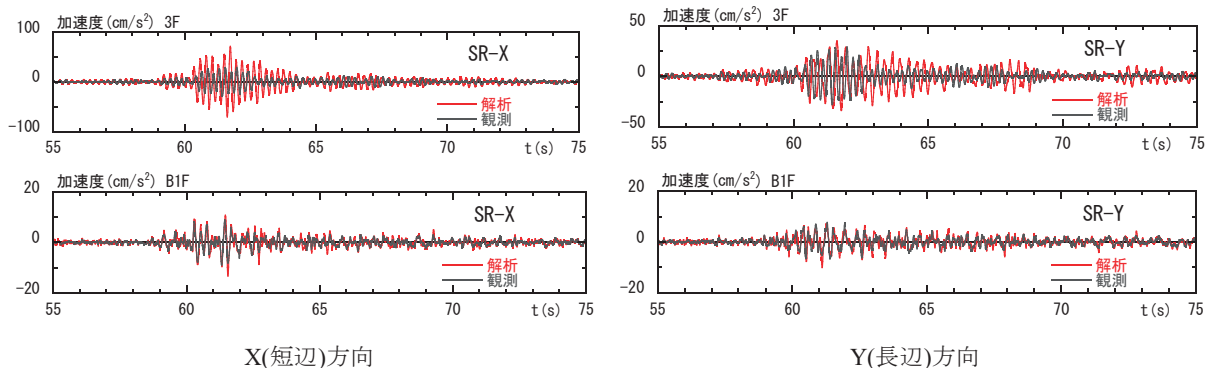 加速度(cm/s²) 3F
100
0
-100
SR-X
解析
観測
55 60 65 70 t(s) 75
加速度(cm/s²) B1F
20
0
-20
SR-X
解析
観測
55 60 65 70 t(s) 75
X(短辺)方向
加速度(cm/s²) 3F
50
0
-50
SR-Y
解析
観測
55 60 65 70 t(s) 75
加速度(cm/s²) B1F
20
0
-20
SR-Y
解析
観測
55 60 65 70 t(s) 75
Y(長辺)方向